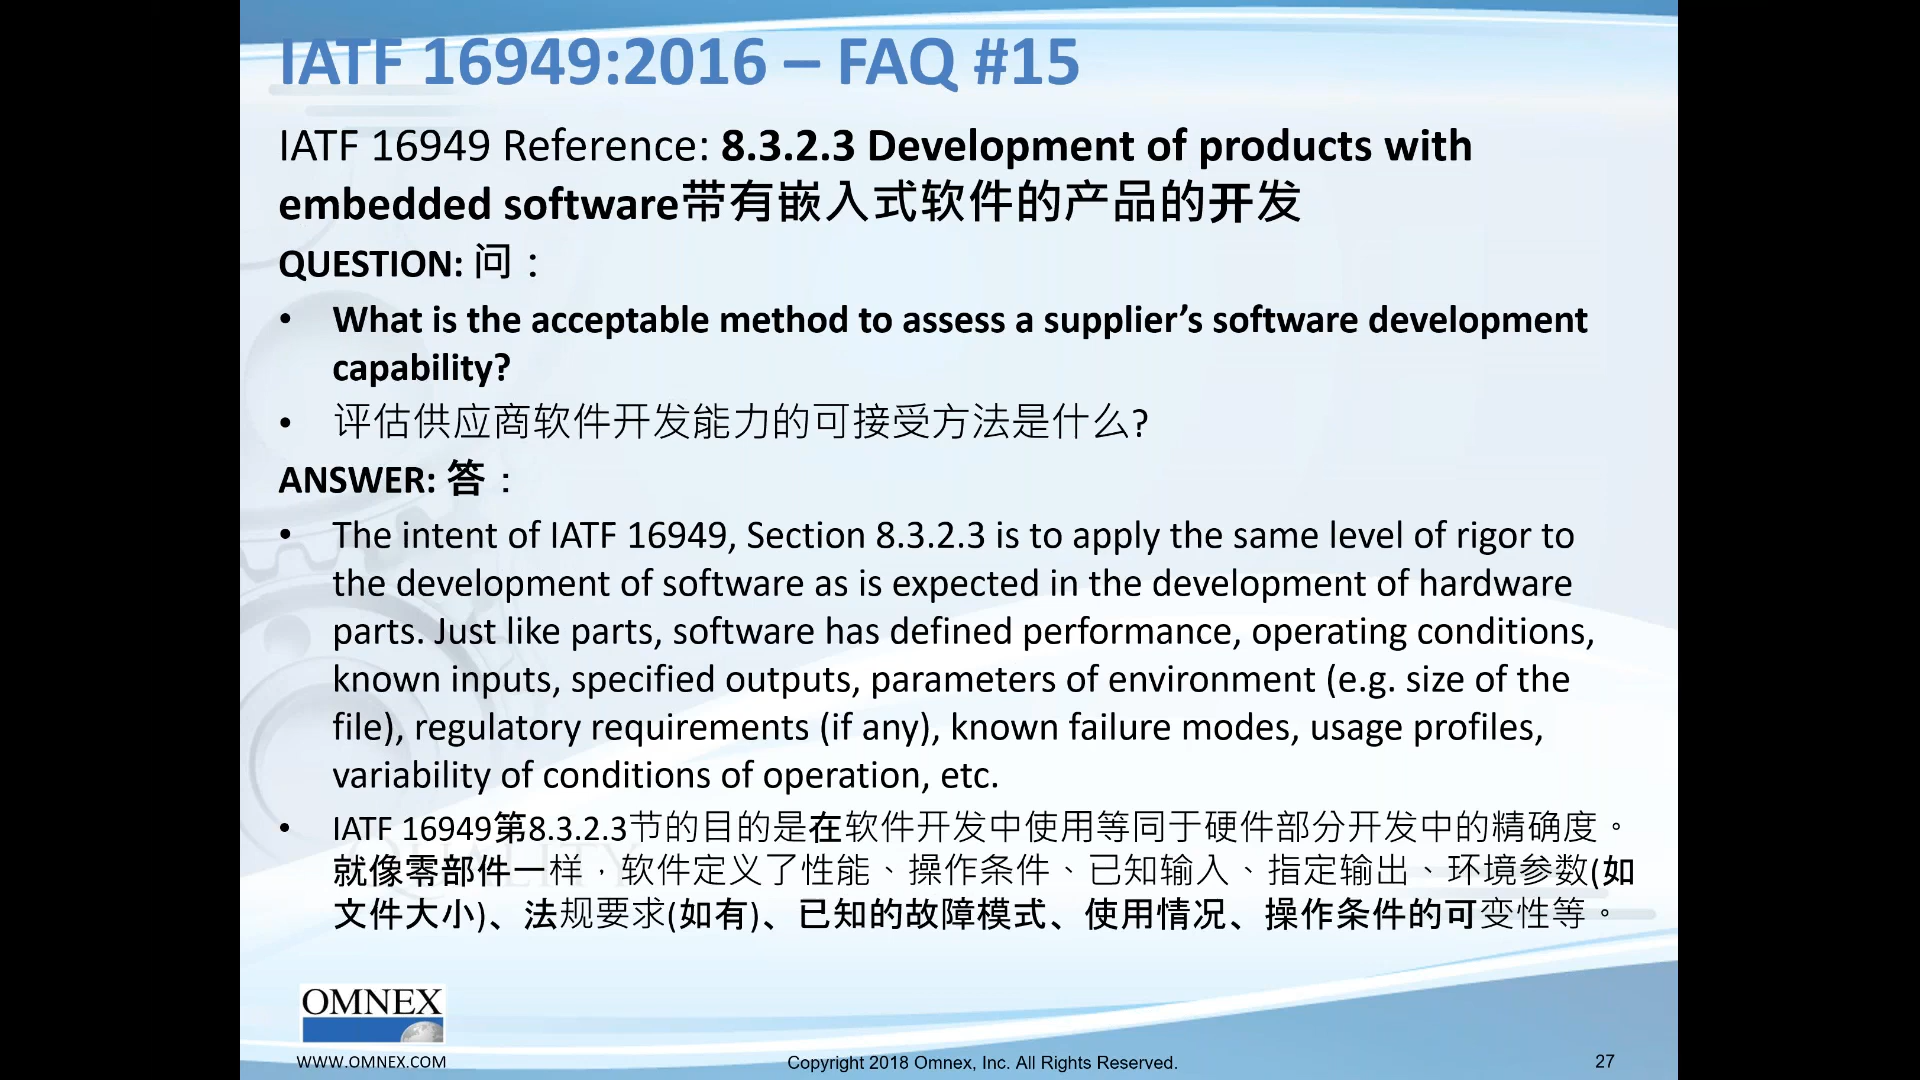 IATF 16949:2016 – FAQ #15
IATF 16949 Reference: 8.3.2.3 Development of products with
embedded software带有嵌入式软件的产品的开发
QUESTION: 问：
• What is the acceptable method to assess a supplier’s software development
capability?
• 评估供应商软件开发能力的可接受方法是什么?
ANSWER: 答：
• The intent of IATF 16949, Section 8.3.2.3 is to apply the same level of rigor to
the development of software as is expected in the development of hardware
parts. Just like parts, software has defined performance, operating conditions,
known inputs, specified outputs, parameters of environment (e.g. size of the
file), regulatory requirements (if any), known failure modes, usage profiles,
variability of conditions of operation, etc.
• IATF 16949第8.3.2.3节的目的是在软件开发中使用等同于硬件部分开发中的精确度。
就像零部件一样，软件定义了性能、操作条件、已知输入、指定输出、环境参数(如
文件大小)、法规要求(如有)、已知的故障模式、使用情况、操作条件的可变性等。
QUALITY
OMNEX
WWW.OMNEX.COM
Copyright 2018 Omnex, Inc. All Rights Reserved.
27